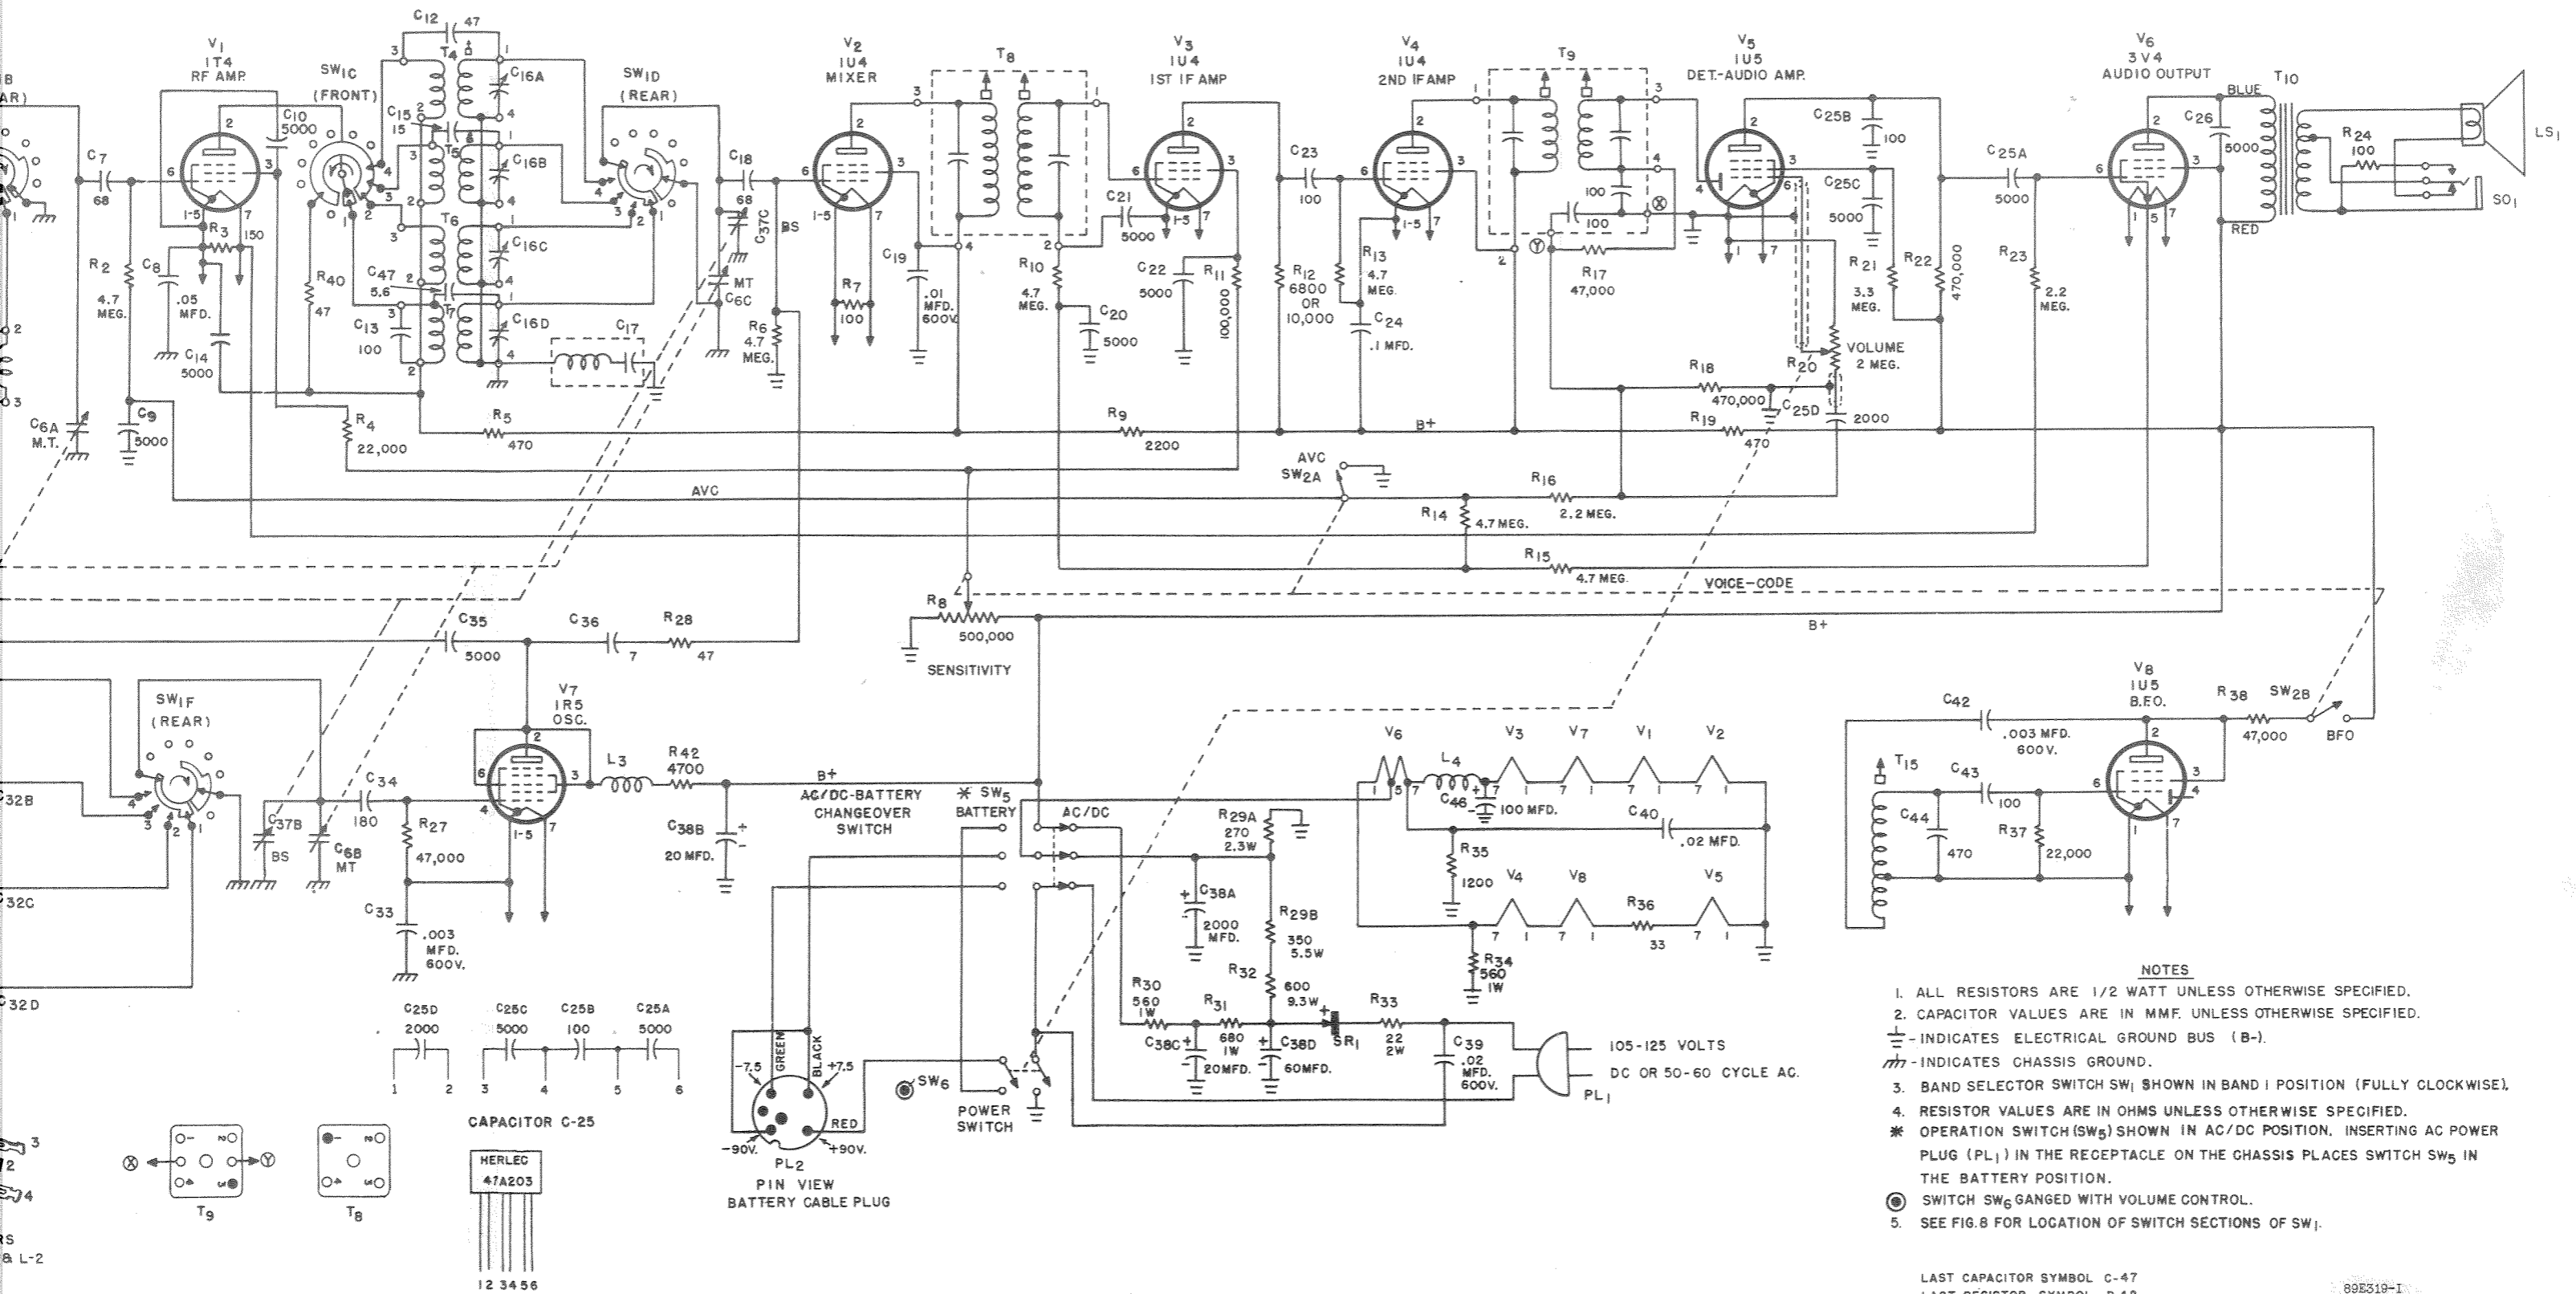 B
AR)
V1
1T4
RF AMP.
SW1C
(FRONT)
C12 47
T4
C16A
SW1D
(REAR)
V2
1U4
MIXER
T8
V3
1U4
1ST IF AMP
V4
1U4
2ND IF AMP
T9
V5
1U5
DET.-AUDIO AMP.
V6
3V4
AUDIO OUTPUT
T10
BLUE
RED
LS1
SO1
R24
100
C26
5000
C7
68
C10
5000
C15
15
T5
C16B
T6
C16C
C47
5.6
T7
C16D
C13
100
C17
R2
4.7
MEG.
C8
.05
MFD.
R3
150
C14
5000
R40
47
C18
68
C37C
BS
MT
C6C
R6
4.7
MEG.
R7
100
C19
.01
MFD.
600V.
R10
4.7
MEG.
C20
5000
C21
5000
C22
5000
R11
100,000
C23
100
R12
6800
OR
10,000
R13
4.7
MEG.
C24
.1 MFD.
100
100
X
Y
R17
47,000
C25B
100
C25C
5000
R21
3.3
MEG.
R22
470,000
C25A
5000
R23
2.2
MEG.
VOLUME
2 MEG.
R20
R18
470,000
C25D
2000
R19
470
C6A
M.T.
C9
5000
R4
22,000
R5
470
R9
2200
B+
AVC
AVC
SW2A
R14
4.7 MEG.
R16
2.2 MEG.
R15
4.7 MEG.
VOICE-CODE
R8
500,000
SENSITIVITY
B+
C35
5000
C36
7
R28
47
SW1F
(REAR)
V7
1R5
OSC.
L3
R42
4700
B+
C32B
C32C
C32D
C37B
BS
C6B
MT
C34
180
R27
47,000
C33
.003
MFD.
600V.
C38B
20 MFD.
AC/DC-BATTERY
CHANGEOVER
SWITCH
* SW5
BATTERY
AC/DC
R29A
270
2.3W
C38A
2000
MFD.
R29B
350
5.5W
R32
600
9.3W
R30
560
1W
R31
680
1W
C38C
20MFD.
C38D
60MFD.
SR1
R33
22
2W
C39
.02
MFD.
600V.
105-125 VOLTS
DC OR 50-60 CYCLE AC.
PL1
V6
L4
V3
V7
V1
V2
C46
100 MFD.
C40
.02 MFD.
R35
1200
V4
V8
R36
33
V5
R34
560
1W
V8
1U5
B.F.O.
R38
47,000
SW2B
BFO
C42
.003 MFD.
600V.
T15
C43
100
C44
470
R37
22,000
C25D
2000
C25C
5000
C25B
100
C25A
5000
1 2 3 4 5 6
CAPACITOR C-25
HERLEC
47A203
1 2 3 4 5 6
X
Y
T9
T8
GREEN
BLACK
-7.5
+7.5
RED
-90V.
+90V.
PL2
PIN VIEW
BATTERY CABLE PLUG
SW6
POWER
SWITCH
3
2
4
RS
& L-2
NOTES
1. ALL RESISTORS ARE 1/2 WATT UNLESS OTHERWISE SPECIFIED.
2. CAPACITOR VALUES ARE IN MMF. UNLESS OTHERWISE SPECIFIED.
- INDICATES ELECTRICAL GROUND BUS (B-).
- INDICATES CHASSIS GROUND.
3. BAND SELECTOR SWITCH SW1 SHOWN IN BAND 1 POSITION (FULLY CLOCKWISE).
4. RESISTOR VALUES ARE IN OHMS UNLESS OTHERWISE SPECIFIED.
* OPERATION SWITCH (SW5) SHOWN IN AC/DC POSITION. INSERTING AC POWER
PLUG (PL1) IN THE RECEPTACLE ON THE CHASSIS PLACES SWITCH SW5 IN
THE BATTERY POSITION.
SWITCH SW6 GANGED WITH VOLUME CONTROL.
5. SEE FIG.8 FOR LOCATION OF SWITCH SECTIONS OF SW1.
LAST CAPACITOR SYMBOL C-47
89E319-I